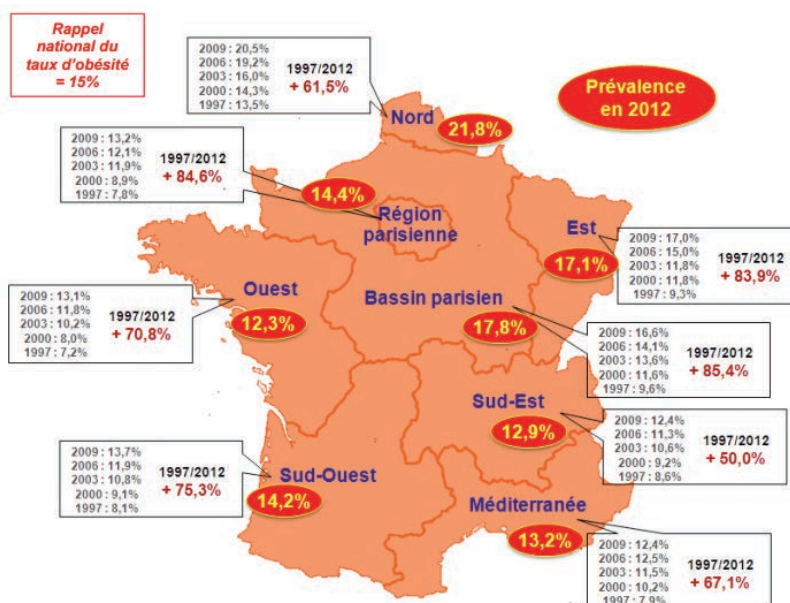 Rappel
national du
taux d'obésité
= 15%
2009 : 20,5%
2006 : 19,2%
2003 : 16,0%
2000 : 14,3%
1997 : 13,5%
1997/2012
+ 61,5%
Nord
21,8%
Prévalence
en 2012
2009 : 13,2%
2006 : 12,1%
2003 : 11,9%
2000 : 8,9%
1997 : 7,8%
1997/2012
+ 84,6%
14,4%
Région
parisienne
Est
17,1%
2009 : 17,0%
2006 : 15,0%
2003 : 11,8%
2000 : 11,8%
1997 : 9,3%
1997/2012
+ 83,9%
2009 : 13,1%
2006 : 11,8%
2003 : 10,2%
2000 : 8,0%
1997 : 7,2%
1997/2012
+ 70,8%
Ouest
12,3%
Bassin parisien
17,8%
2009 : 16,6%
2006 : 14,1%
2003 : 13,6%
2000 : 11,6%
1997 : 9,6%
1997/2012
+ 85,4%
Sud-Est
12,9%
2009 : 12,4%
2006 : 11,3%
2003 : 10,6%
2000 : 9,2%
1997 : 8,6%
1997/2012
+ 50,0%
2009 : 13,7%
2006 : 11,9%
2003 : 10,8%
2000 : 9,1%
1997 : 8,1%
1997/2012
+ 75,3%
Sud-Ouest
14,2%
Méditerranée
13,2%
2009 : 12,4%
2006 : 12,5%
2003 : 11,5%
2000 : 10,2%
1997 : 7,9%
1997/2012
+ 67,1%